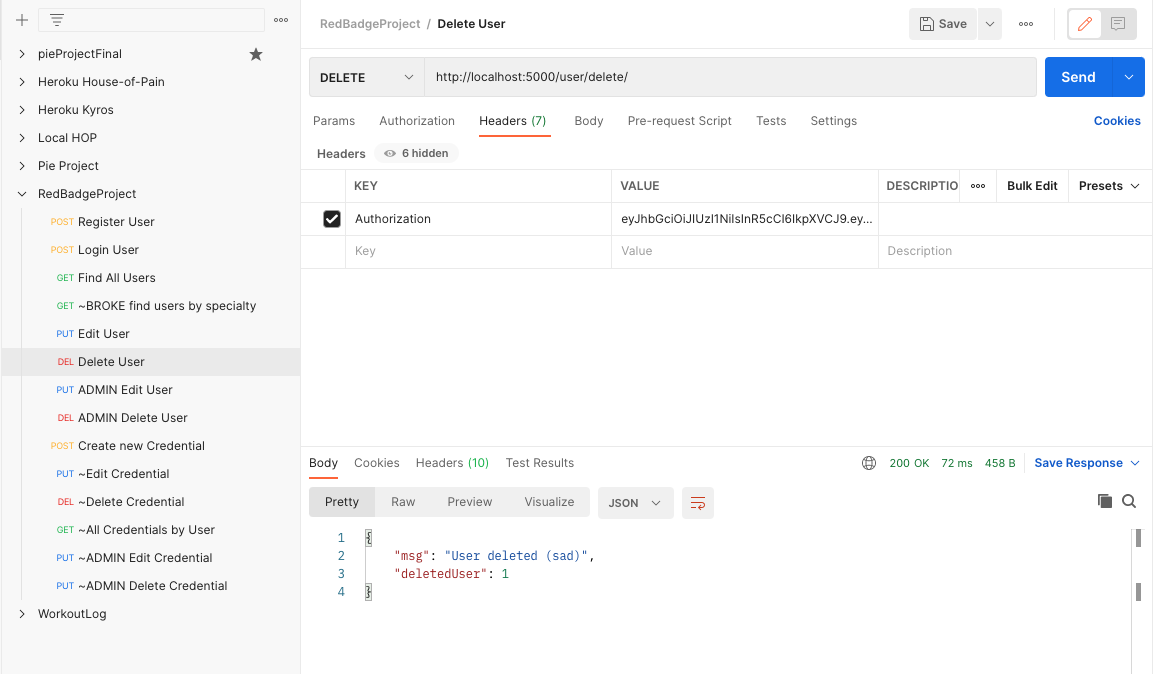 pieProjectFinal
Heroku House-of-Pain
Heroku Kyros
Local HOP
Pie Project
RedBadgeProject
POST Register User
POST Login User
GET Find All Users
GET ~BROKE find users by specialty
PUT Edit User
DEL Delete User
PUT ADMIN Edit User
DEL ADMIN Delete User
POST Create new Credential
PUT ~Edit Credential
DEL ~Delete Credential
GET ~All Credentials by User
PUT ~ADMIN Edit Credential
PUT ~ADMIN Delete Credential
WorkoutLog
RedBadgeProject / Delete User
Save
DELETE http://localhost:5000/user/delete/ Send
Params Authorization Headers (7) Body Pre-request Script Tests Settings Cookies
Headers 6 hidden
KEY VALUE DESCRIPTIO Bulk Edit Presets
Authorization eyJhbGciOiJIUzI1NiIsInR5cCI6IkpXVCJ9.ey...
Key Value Description
Body Cookies Headers (10) Test Results 200 OK 72 ms 458 B Save Response
Pretty Raw Preview Visualize JSON
1 {
2 "msg": "User deleted (sad)",
3 "deletedUser": 1
4 }